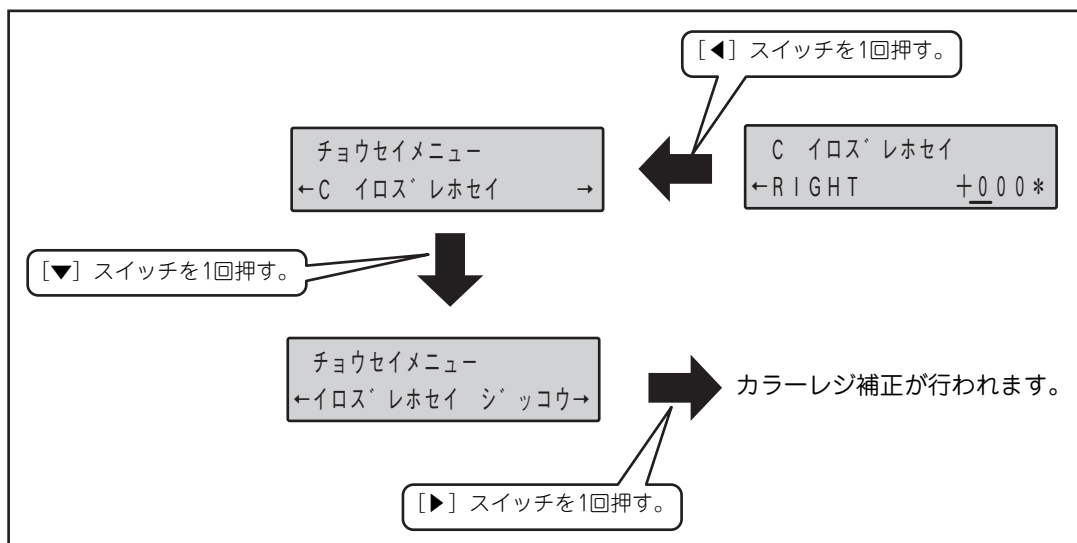 [◀] スイッチを1回押す。
チョウセイメニュー
←C イロズレホセイ →
C イロズレホセイ
←RIGHT +000*
[▼] スイッチを1回押す。
チョウセイメニュー
←イロズレホセイ ジッコウ→
カラーレジ補正が行われます。
[▶] スイッチを1回押す。